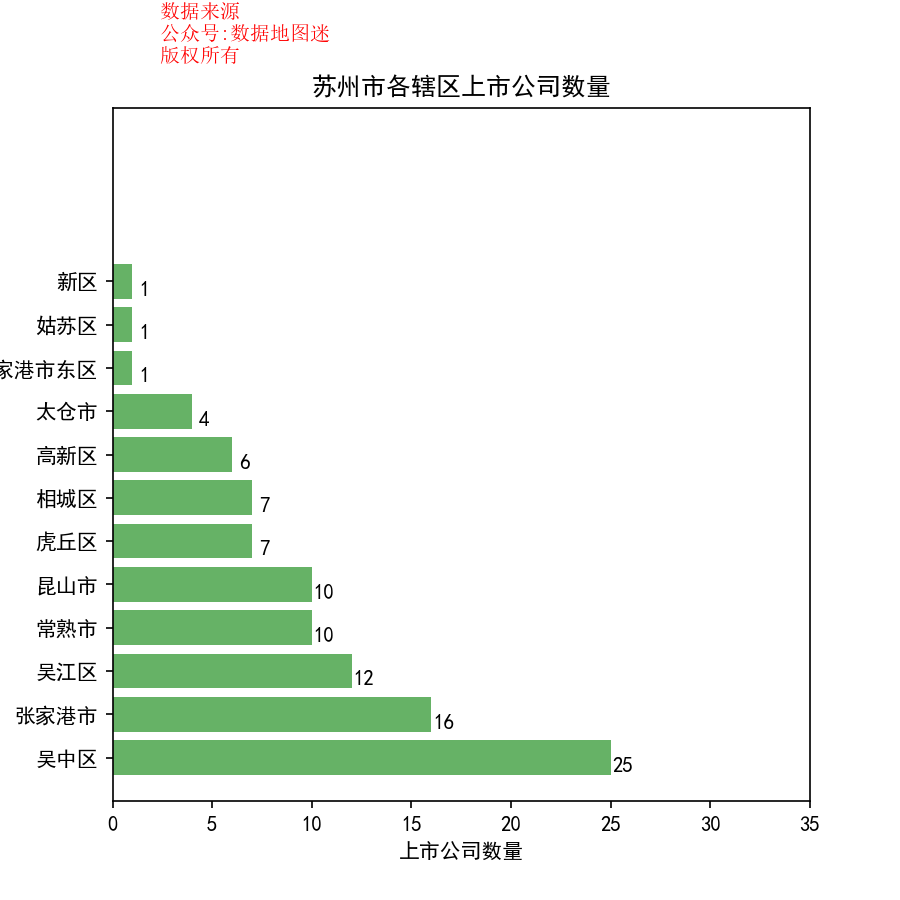 数据来源
公众号:数据地图迷
版权所有
苏州市各辖区上市公司数量
新区 1
姑苏区 1
家港市东区 1
太仓市 4
高新区 6
相城区 7
虎丘区 7
昆山市 10
常熟市 10
吴江区 12
张家港市 16
吴中区 25
0 5 10 15 20 25 30 35
上市公司数量